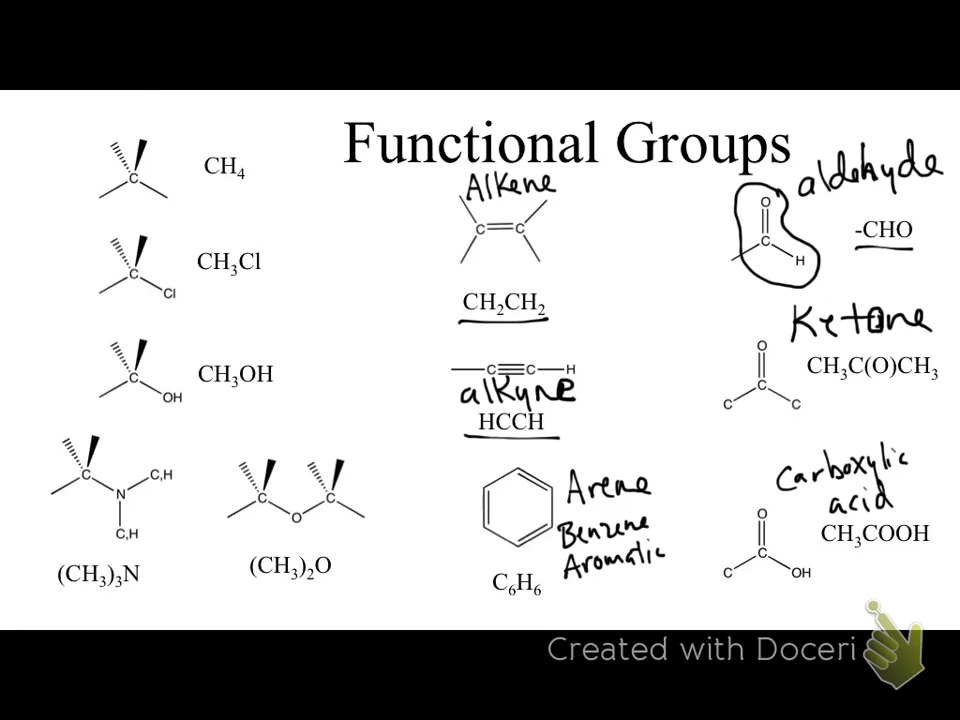 Functional Groups
C
CH₄
C
Cl
CH₃Cl
C
OH
CH₃OH
C
N
C,H
C,H
(CH₃)₃N
C
O
C
(CH₃)₂O
Alkene
C
C
CH₂CH₂
C
C
H
alkyne
HCCH
Arene
Benzene
Aromatic
C₆H₆
aldehyde
O
C
H
-CHO
Ketone
O
C
C
C
CH₃C(O)CH₃
Carboxylic
acid
O
C
C
OH
CH₃COOH
Created with Doceri